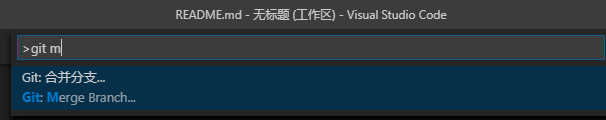 README.md - 无标题 (工作区) - Visual Studio Code
>git m
Git: 合并分支...
Git: Merge Branch...